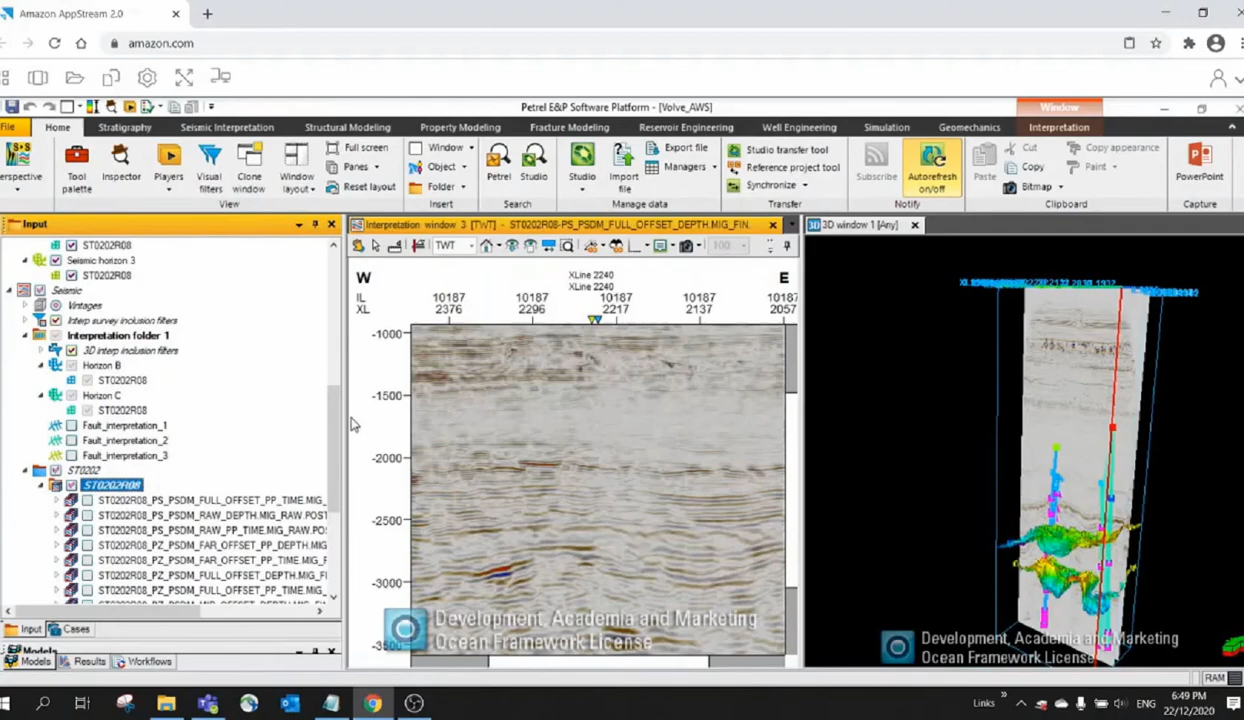 Amazon AppStream 2.0
amazon.com
Petrel E&P Software Platform - [Volve_AWS]
Window
File
Home
Stratigraphy
Seismic Interpretation
Structural Modeling
Property Modeling
Fracture Modeling
Reservoir Engineering
Well Engineering
Simulation
Geomechanics
Interpretation
erspective
Tool palette
Inspector
Players
Visual filters
Clone window
Window layout
Full screen
Panes
Reset layout
View
Window
Object
Folder
Insert
Petrel
Studio
Search
Studio
Import file
Export file
Managers
Manage data
Studio transfer tool
Reference project tool
Synchronize
Transfer
Subscribe
Autorefresh on/off
Notify
Paste
Cut
Copy
Bitmap
Copy appearance
Paint
Clipboard
PowerPoint
Capture
Input
ST0202R08
Seismic horizon 3
ST0202R08
Seismic
Vintages
Interp survey inclusion filters
Interpretation folder 1
3D interp inclusion filters
Horizon B
ST0202R08
Horizon C
ST0202R08
Fault_interpretation_1
Fault_interpretation_2
Fault_interpretation_3
ST0202
ST0202R08
ST0202R08_PS_PSDM_FULL_OFFSET_PP_TIME.MIG_
ST0202R08_PS_PSDM_RAW_DEPTH.MIG_RAW.POST
ST0202R08_PS_PSDM_RAW_PP_TIME.MIG_RAW.POS
ST0202R08_PZ_PSDM_FAR_OFFSET_PP_DEPTH.MIG
ST0202R08_PZ_PSDM_FAR_OFFSET_PP_TIME.MIG_
ST0202R08_PZ_PSDM_FULL_OFFSET_DEPTH.MIG_FI
ST0202R08_PZ_PSDM_FULL_OFFSET_PP_TIME.MIG_
Input
Cases
Models
Models
Results
Workflows
Interpretation window 3 [TWT] - ST0202R08-PS_PSDM_FULL_OFFSET_DEPTH.MIG_FIN.
TWT
100
W
XLine 2240
XLine 2240
E
IL 10187 10187 10187 10187 10187
XL 2376 2296 2217 2137 2057
-1000
-1500
-2000
-2500
-3000
-3500
Development, Academia and Marketing
Ocean Framework License
3D window 1 [Any]
Development, Academia and Marketing
Ocean Framework License
RAM
Links
ENG
6:49 PM
22/12/2020